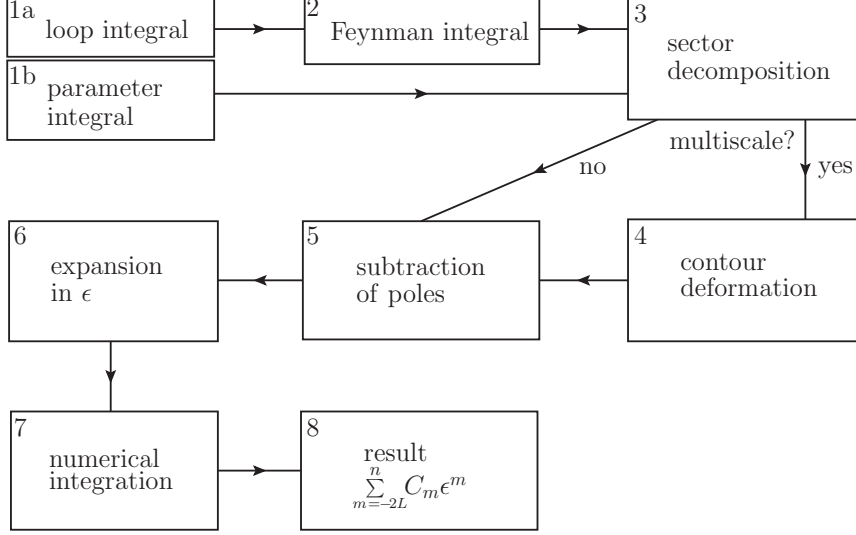 1a
loop integral
2
Feynman integral
3
sector
decomposition
1b
parameter
integral
multiscale?
no
yes
6
expansion
in ϵ
5
subtraction
of poles
4
contour
deformation
7
numerical
integration
8
result
n
∑ C_m ϵ^m
m=-2L